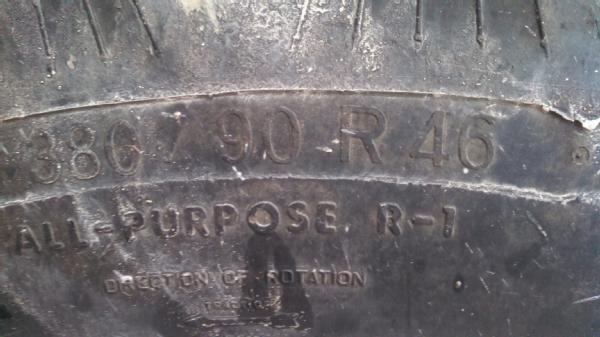 380/90 R 46
ALL-PURPOSE R-1
DIRECTION OF ROTATION